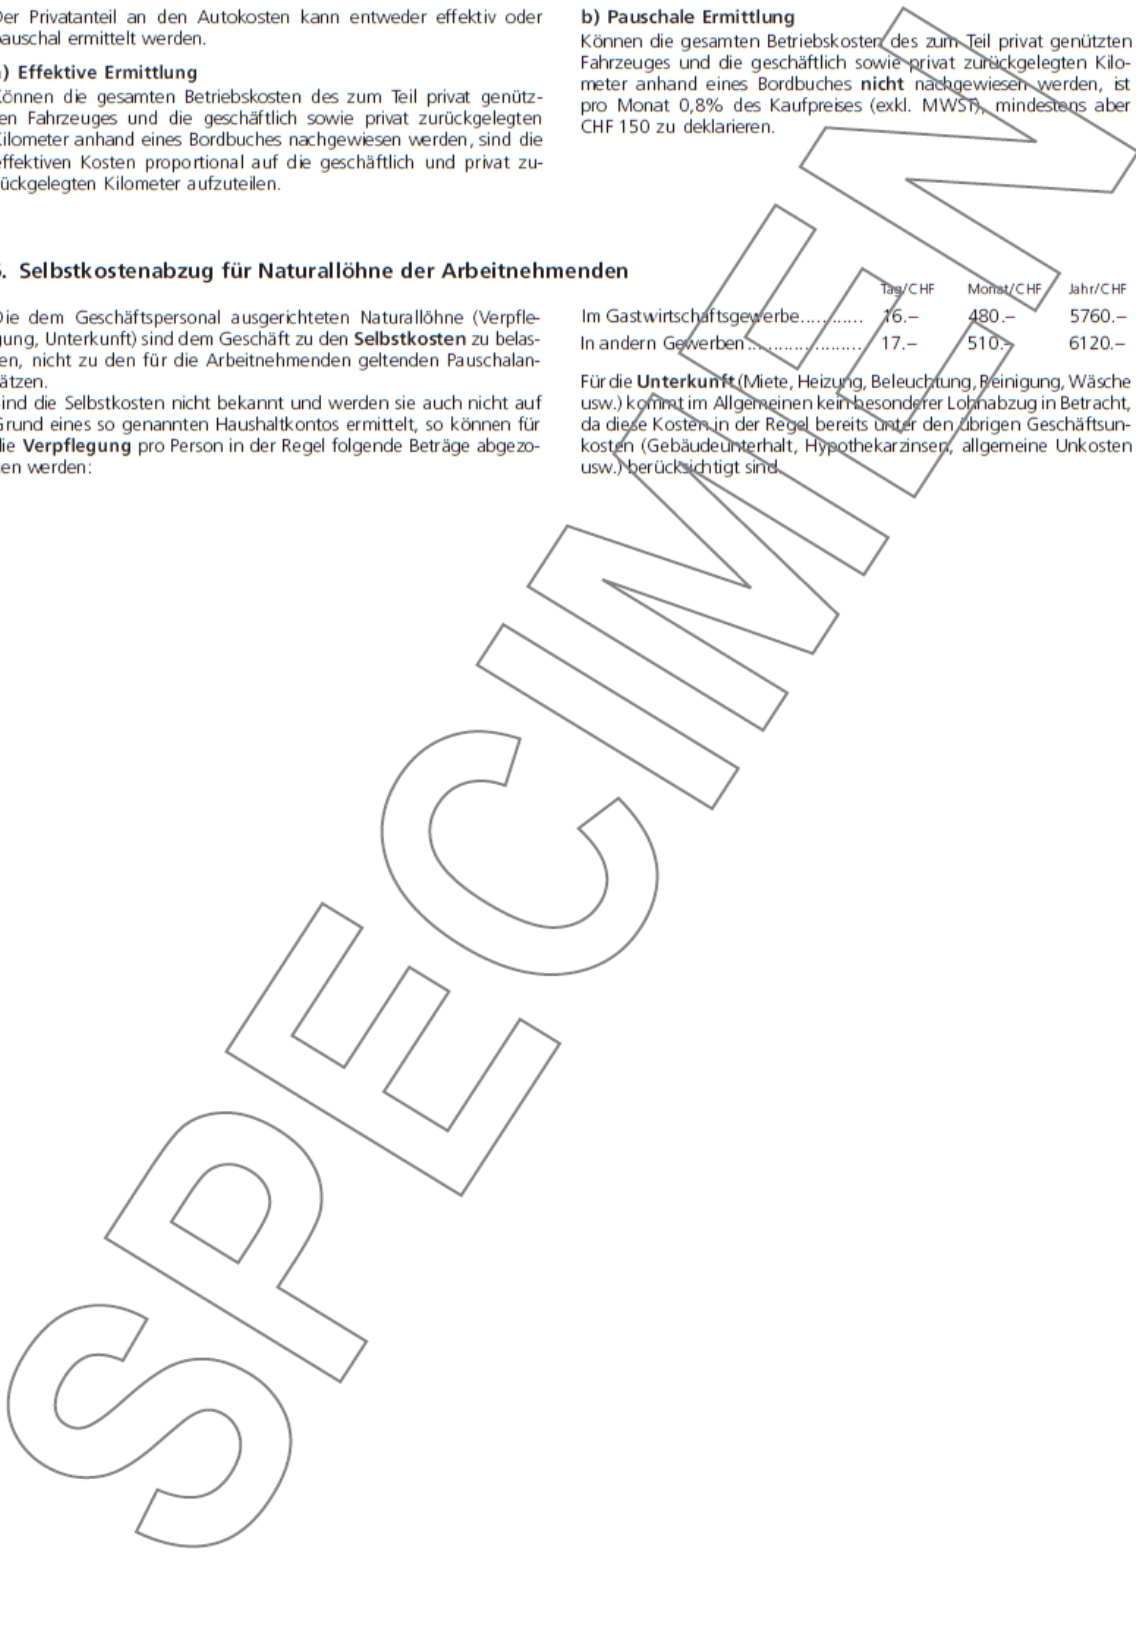 Der Privatanteil an den Autokosten kann entweder effektiv oder
pauschal ermittelt werden.
a) Effektive Ermittlung
Können die gesamten Betriebskosten des zum Teil privat genütz-
ten Fahrzeuges und die geschäftlich sowie privat zurückgelegten
Kilometer anhand eines Bordbuches nachgewiesen werden, sind die
effektiven Kosten proportional auf die geschäftlich und privat zu-
rückgelegten Kilometer aufzuteilen.
b) Pauschale Ermittlung
Können die gesamten Betriebskosten des zum Teil privat genützten
Fahrzeuges und die geschäftlich sowie privat zurückgelegten Kilo-
meter anhand eines Bordbuches nicht nachgewiesen werden, ist
pro Monat 0,8% des Kaufpreises (exkl. MWST), mindestens aber
CHF 150 zu deklarieren.
. Selbstkostenabzug für Naturallöhne der Arbeitnehmenden
Die dem Geschäftspersonal ausgerichteten Naturallöhne (Verpfle-
gung, Unterkunft) sind dem Geschäft zu den Selbstkosten zu belas-
ten, nicht zu den für die Arbeitnehmenden geltenden Pauschalan-
sätzen.
Sind die Selbstkosten nicht bekannt und werden sie auch nicht auf
Grund eines so genannten Haushaltkontos ermittelt, so können für
die Verpflegung pro Person in der Regel folgende Beträge abgezo-
gen werden:
Tag/CHF Monat/CHF Jahr/CHF
Im Gastwirtschaftsgewerbe............ 16.– 480.– 5760.–
In andern Gewerben...................... 17.– 510.– 6120.–
Für die Unterkunft (Miete, Heizung, Beleuchtung, Reinigung, Wäsche
usw.) kommt im Allgemeinen kein besonderer Lohnabzug in Betracht,
da diese Kosten in der Regel bereits unter den übrigen Geschäftsun-
kosten (Gebäudeunterhalt, Hypothekarzinsen, allgemeine Unkosten
usw.) berücksichtigt sind.
SPECIMEN